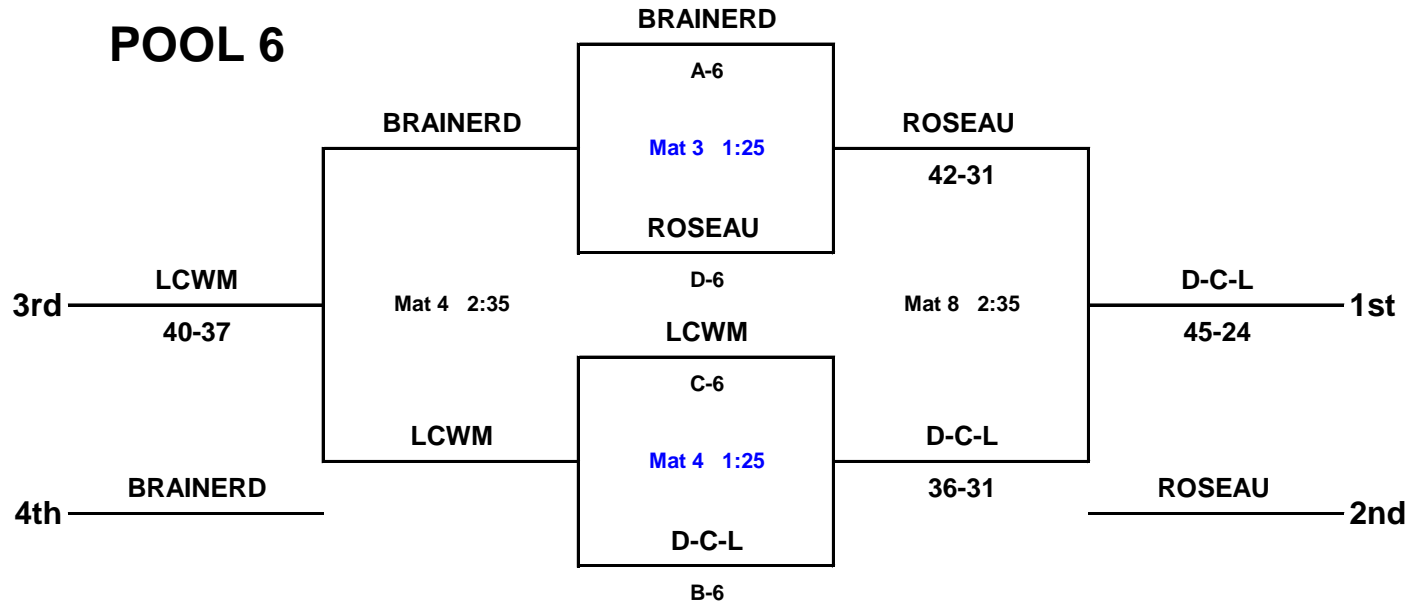 BRAINERD
POOL 6
A-6
BRAINERD
ROSEAU
Mat 3 1:25
42-31
ROSEAU
LCWM
D-6
D-C-L
3rd
Mat 4 2:35
Mat 8 2:35
1st
40-37
LCWM
45-24
C-6
LCWM
D-C-L
Mat 4 1:25
BRAINERD
36-31
ROSEAU
4th
2nd
D-C-L
B-6